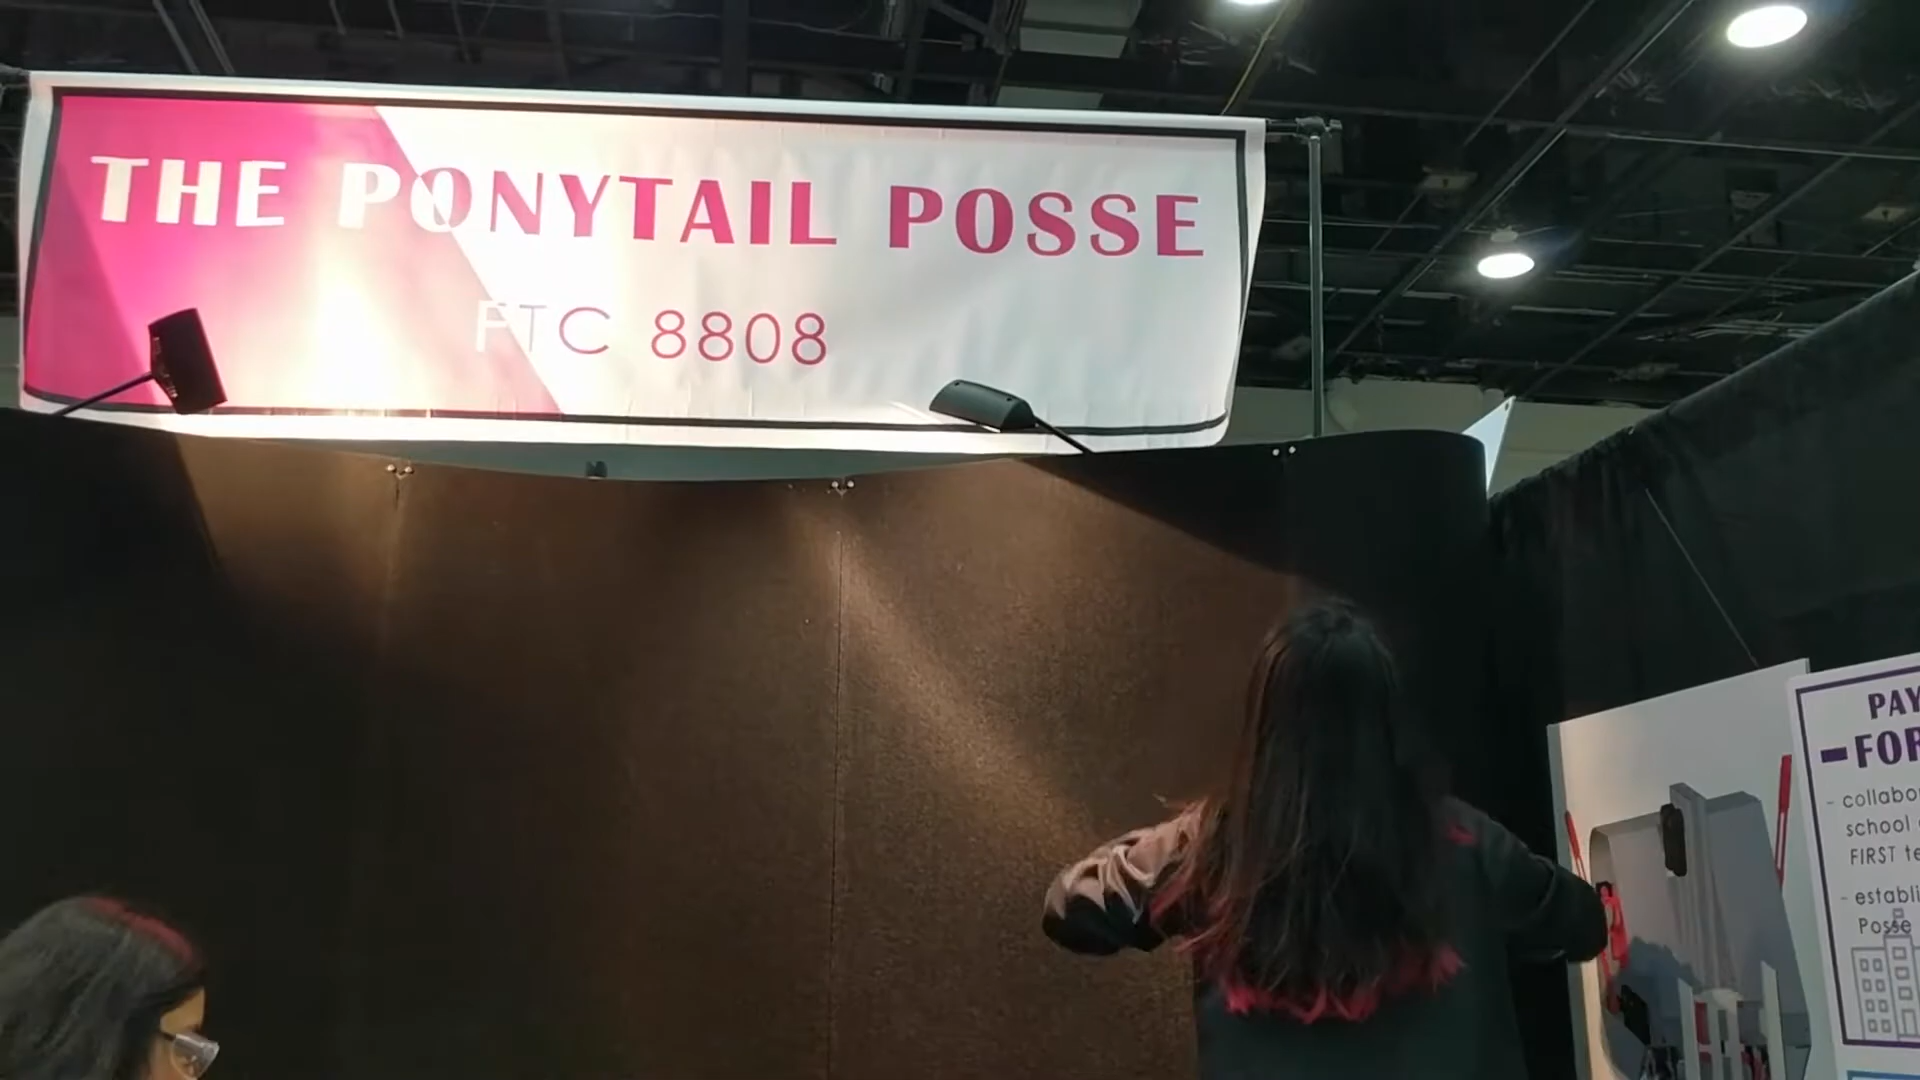 THE PONYTAIL POSSE
FTC 8808
PAY
FOR
- collabo
school
FIRST te
- establi
Posse